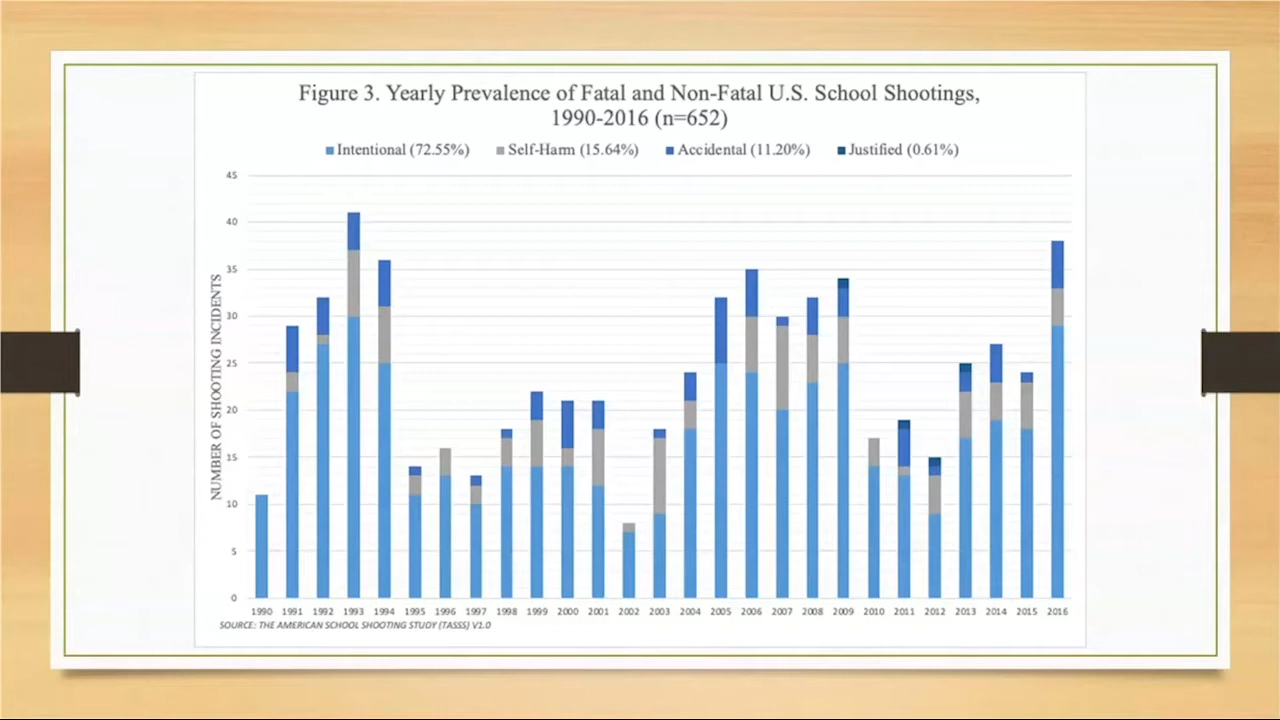 Figure 3. Yearly Prevalence of Fatal and Non-Fatal U.S. School Shootings,
1990-2016 (n=652)
Intentional (72.55%) Self-Harm (15.64%) Accidental (11.20%) Justified (0.61%)
NUMBER OF SHOOTING INCIDENTS
45
40
35
30
25
20
15
10
5
0
1990 1991 1992 1993 1994 1995 1996 1997 1998 1999 2000 2001 2002 2003 2004 2005 2006 2007 2008 2009 2010 2011 2012 2013 2014 2015 2016
SOURCE: THE AMERICAN SCHOOL SHOOTING STUDY (TASSS) V1.0